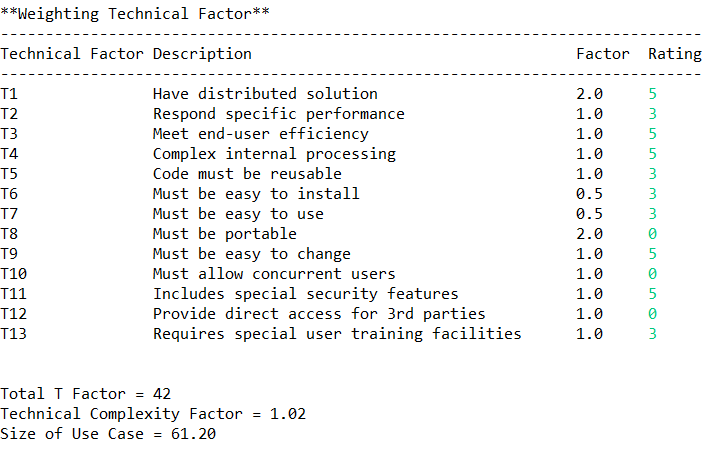 **Weighting Technical Factor**
------------------------------------------------------------------------------
Technical Factor Description Factor Rating
------------------------------------------------------------------------------
T1 Have distributed solution 2.0 5
T2 Respond specific performance 1.0 3
T3 Meet end-user efficiency 1.0 5
T4 Complex internal processing 1.0 5
T5 Code must be reusable 1.0 3
T6 Must be easy to install 0.5 3
T7 Must be easy to use 0.5 3
T8 Must be portable 2.0 0
T9 Must be easy to change 1.0 5
T10 Must allow concurrent users 1.0 0
T11 Includes special security features 1.0 5
T12 Provide direct access for 3rd parties 1.0 0
T13 Requires special user training facilities 1.0 3
Total T Factor = 42
Technical Complexity Factor = 1.02
Size of Use Case = 61.20